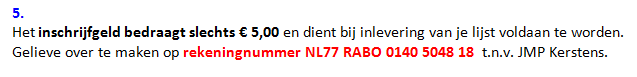 5.
Het inschrijfgeld bedraagt slechts € 5,00 en dient bij inlevering van je lijst voldaan te worden.
Gelieve over te maken op rekeningnummer NL77 RABO 0140 5048 18 t.n.v. JMP Kerstens.